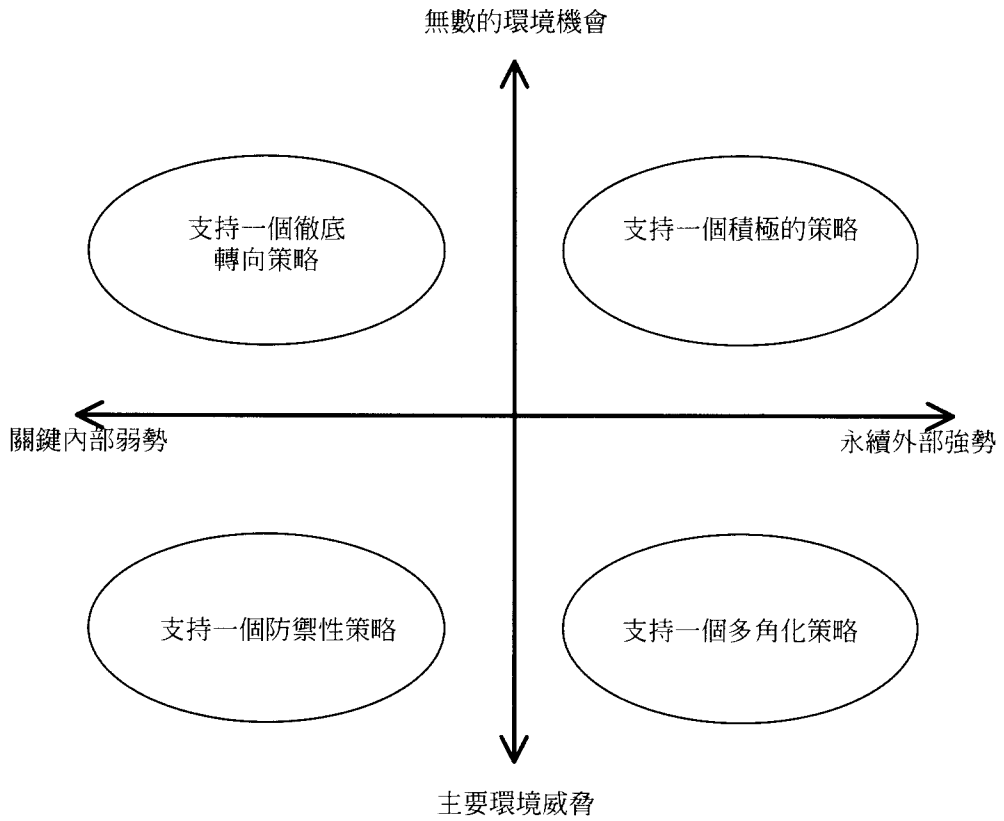 無數的環境機會
支持一個徹底
轉向策略
支持一個積極的策略
關鍵內部弱勢
永續外部強勢
支持一個防禦性策略
支持一個多角化策略
主要環境威脅